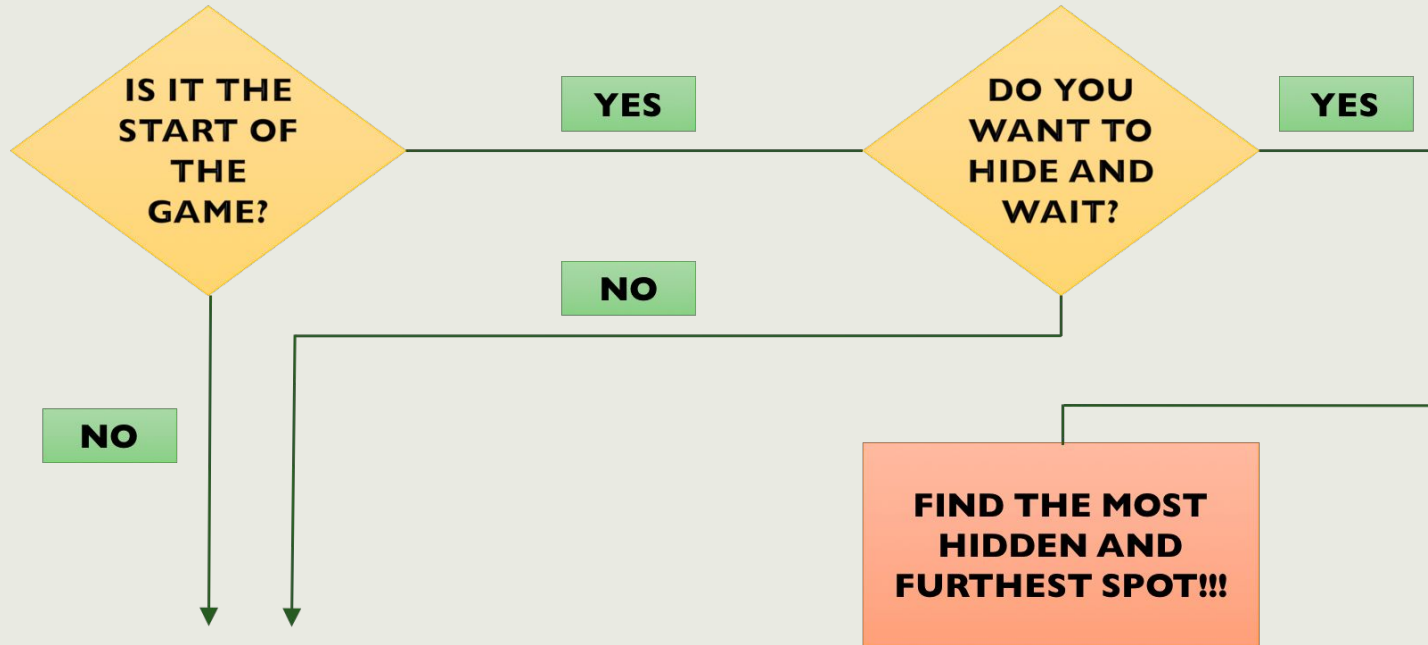 IS IT THE
START OF
THE
GAME?
YES
DO YOU
WANT TO
HIDE AND
WAIT?
YES
NO
NO
FIND THE MOST
HIDDEN AND
FURTHEST SPOT!!!